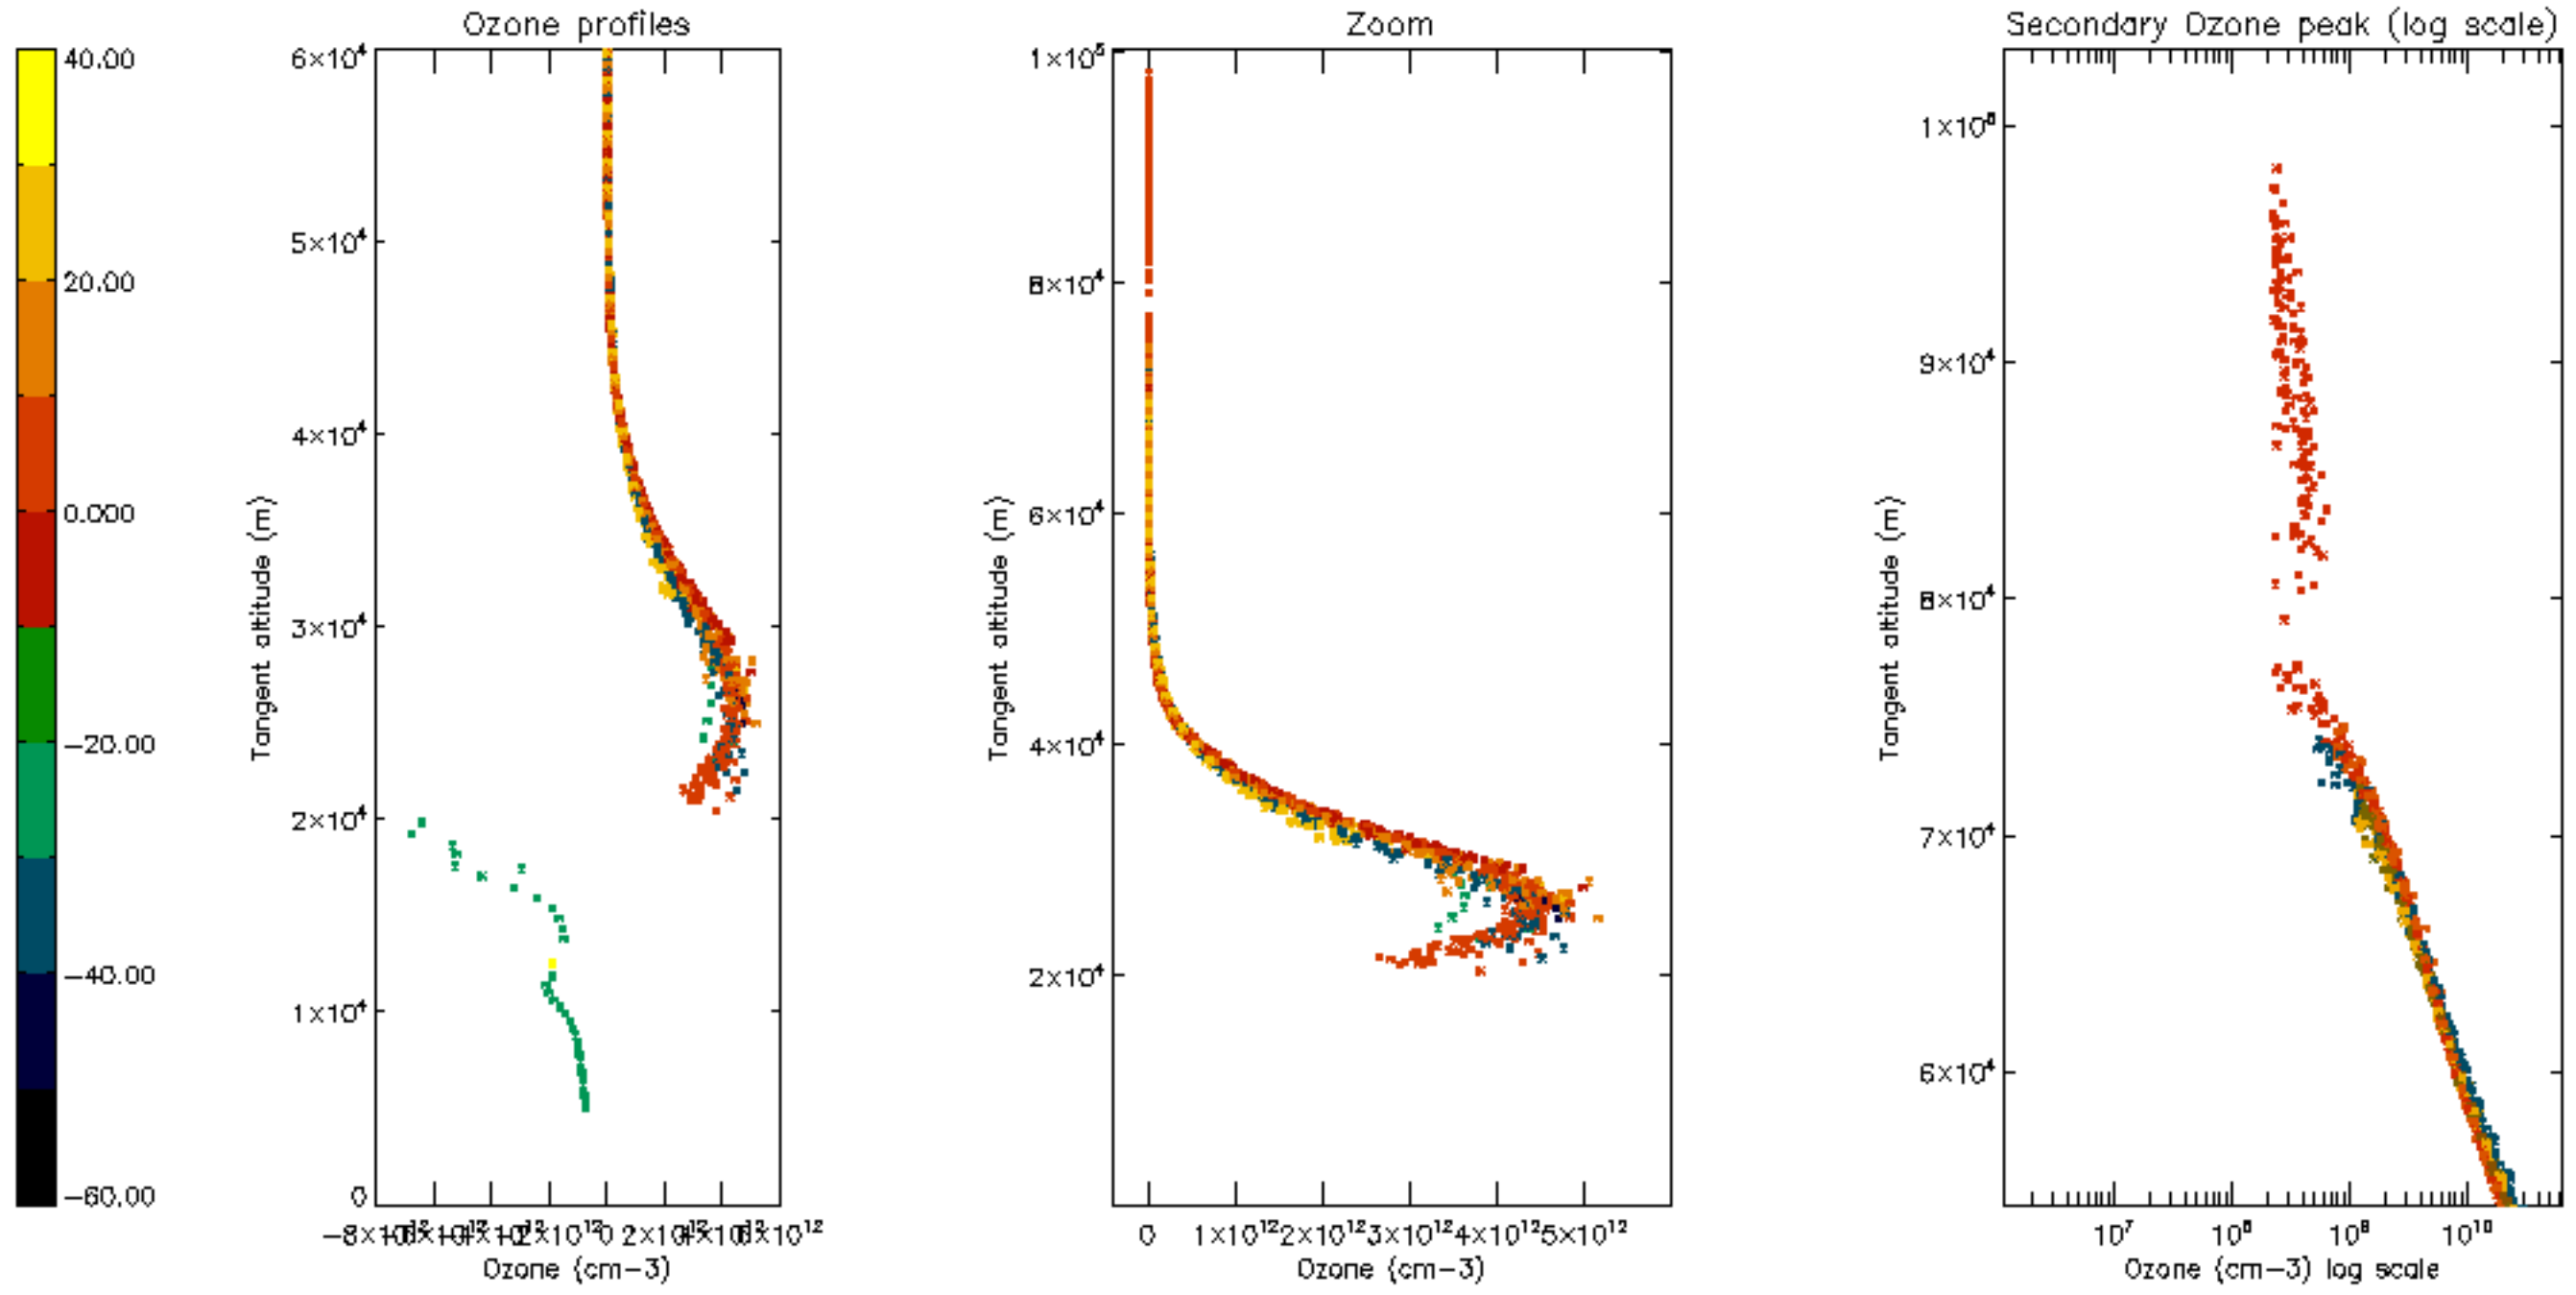 Ozone profiles
Zoom
Secondary Ozone peak (log scale)
40.00
20.00
0.000
-20.00
-40.00
-60.00
6×10⁴
5×10⁴
4×10⁴
3×10⁴
2×10⁴
1×10⁴
0
Tangent altitude (m)
0 6×10¹²
Ozone (cm-3)
1×10⁵
8×10⁴
6×10⁴
4×10⁴
2×10⁴
Tangent altitude (m)
0 1×10¹² 2×10¹² 3×10¹² 4×10¹² 5×10¹²
Ozone (cm-3)
1×10⁵
9×10⁴
8×10⁴
7×10⁴
6×10⁴
Tangent altitude (m)
10⁷ 10⁸ 10⁹ 10¹⁰
Ozone (cm-3) log scale